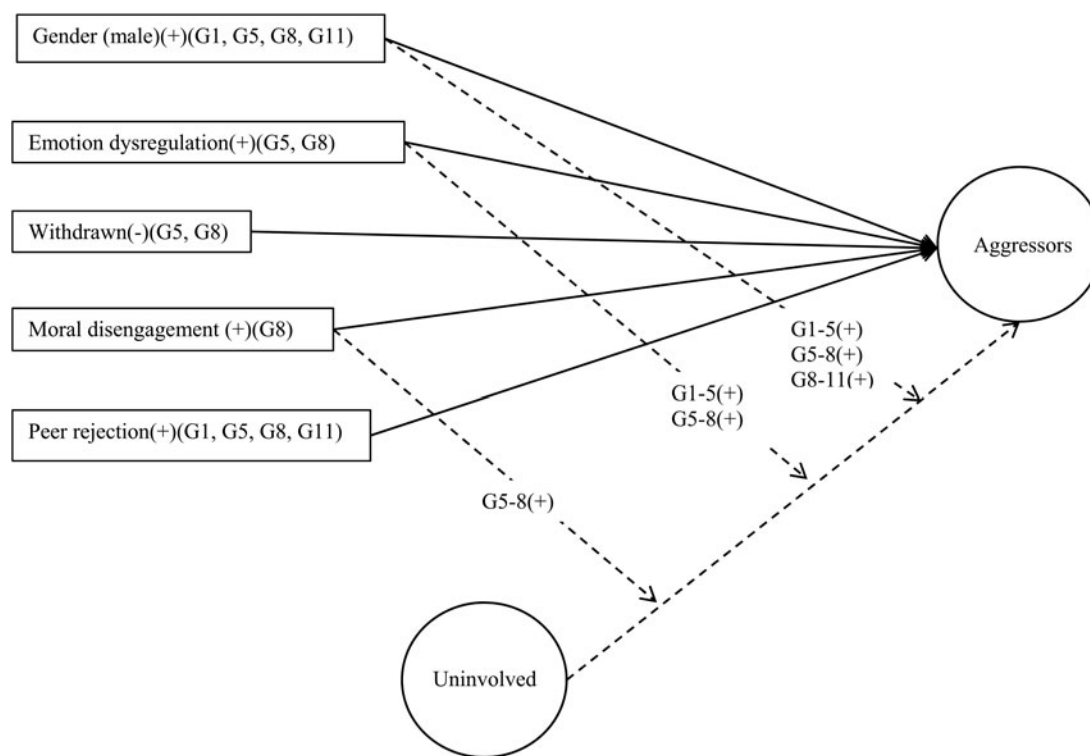 Gender (male)(+)(G1, G5, G8, G11)
Emotion dysregulation(+)(G5, G8)
Withdrawn(-)(G5, G8)
Aggressors
Moral disengagement (+)(G8)
G1-5(+)
G5-8(+)
G8-11(+)
G1-5(+)
G5-8(+)
Peer rejection(+)(G1, G5, G8, G11)
G5-8(+)
Uninvolved